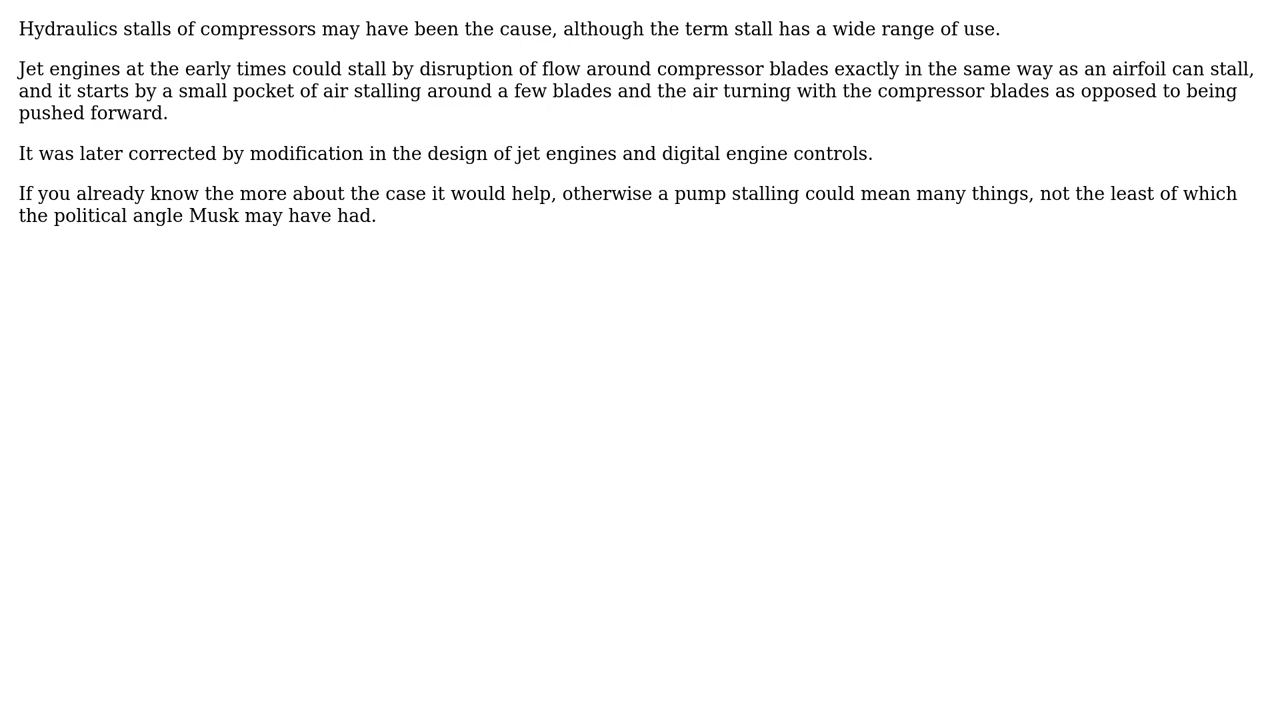 Hydraulics stalls of compressors may have been the cause, although the term stall has a wide range of use.
Jet engines at the early times could stall by disruption of flow around compressor blades exactly in the same way as an airfoil can stall,
and it starts by a small pocket of air stalling around a few blades and the air turning with the compressor blades as opposed to being
pushed forward.
It was later corrected by modification in the design of jet engines and digital engine controls.
If you already know the more about the case it would help, otherwise a pump stalling could mean many things, not the least of which
the political angle Musk may have had.